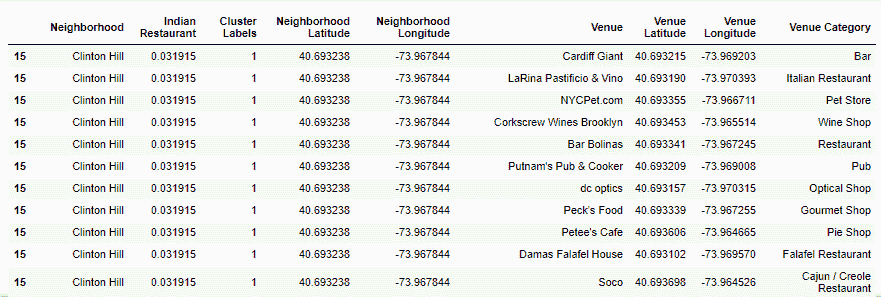 Neighborhood Indian Restaurant Cluster Labels Neighborhood Latitude Neighborhood Longitude Venue Venue Latitude Venue Longitude Venue Category
15 Clinton Hill 0.031915 1 40.693238 -73.967844 Cardiff Giant 40.693215 -73.969203 Bar
15 Clinton Hill 0.031915 1 40.693238 -73.967844 LaRina Pastificio & Vino 40.693190 -73.970393 Italian Restaurant
15 Clinton Hill 0.031915 1 40.693238 -73.967844 NYCPet.com 40.693355 -73.966711 Pet Store
15 Clinton Hill 0.031915 1 40.693238 -73.967844 Corkscrew Wines Brooklyn 40.693453 -73.965514 Wine Shop
15 Clinton Hill 0.031915 1 40.693238 -73.967844 Bar Bolinas 40.693341 -73.967245 Restaurant
15 Clinton Hill 0.031915 1 40.693238 -73.967844 Putnam's Pub & Cooker 40.693209 -73.969008 Pub
15 Clinton Hill 0.031915 1 40.693238 -73.967844 dc optics 40.693157 -73.970315 Optical Shop
15 Clinton Hill 0.031915 1 40.693238 -73.967844 Peck's Food 40.693339 -73.967255 Gourmet Shop
15 Clinton Hill 0.031915 1 40.693238 -73.967844 Petee's Cafe 40.693606 -73.964665 Pie Shop
15 Clinton Hill 0.031915 1 40.693238 -73.967844 Damas Falafel House 40.693102 -73.969570 Falafel Restaurant
15 Clinton Hill 0.031915 1 40.693238 -73.967844 Soco 40.693698 -73.964526 Cajun / Creole Restaurant